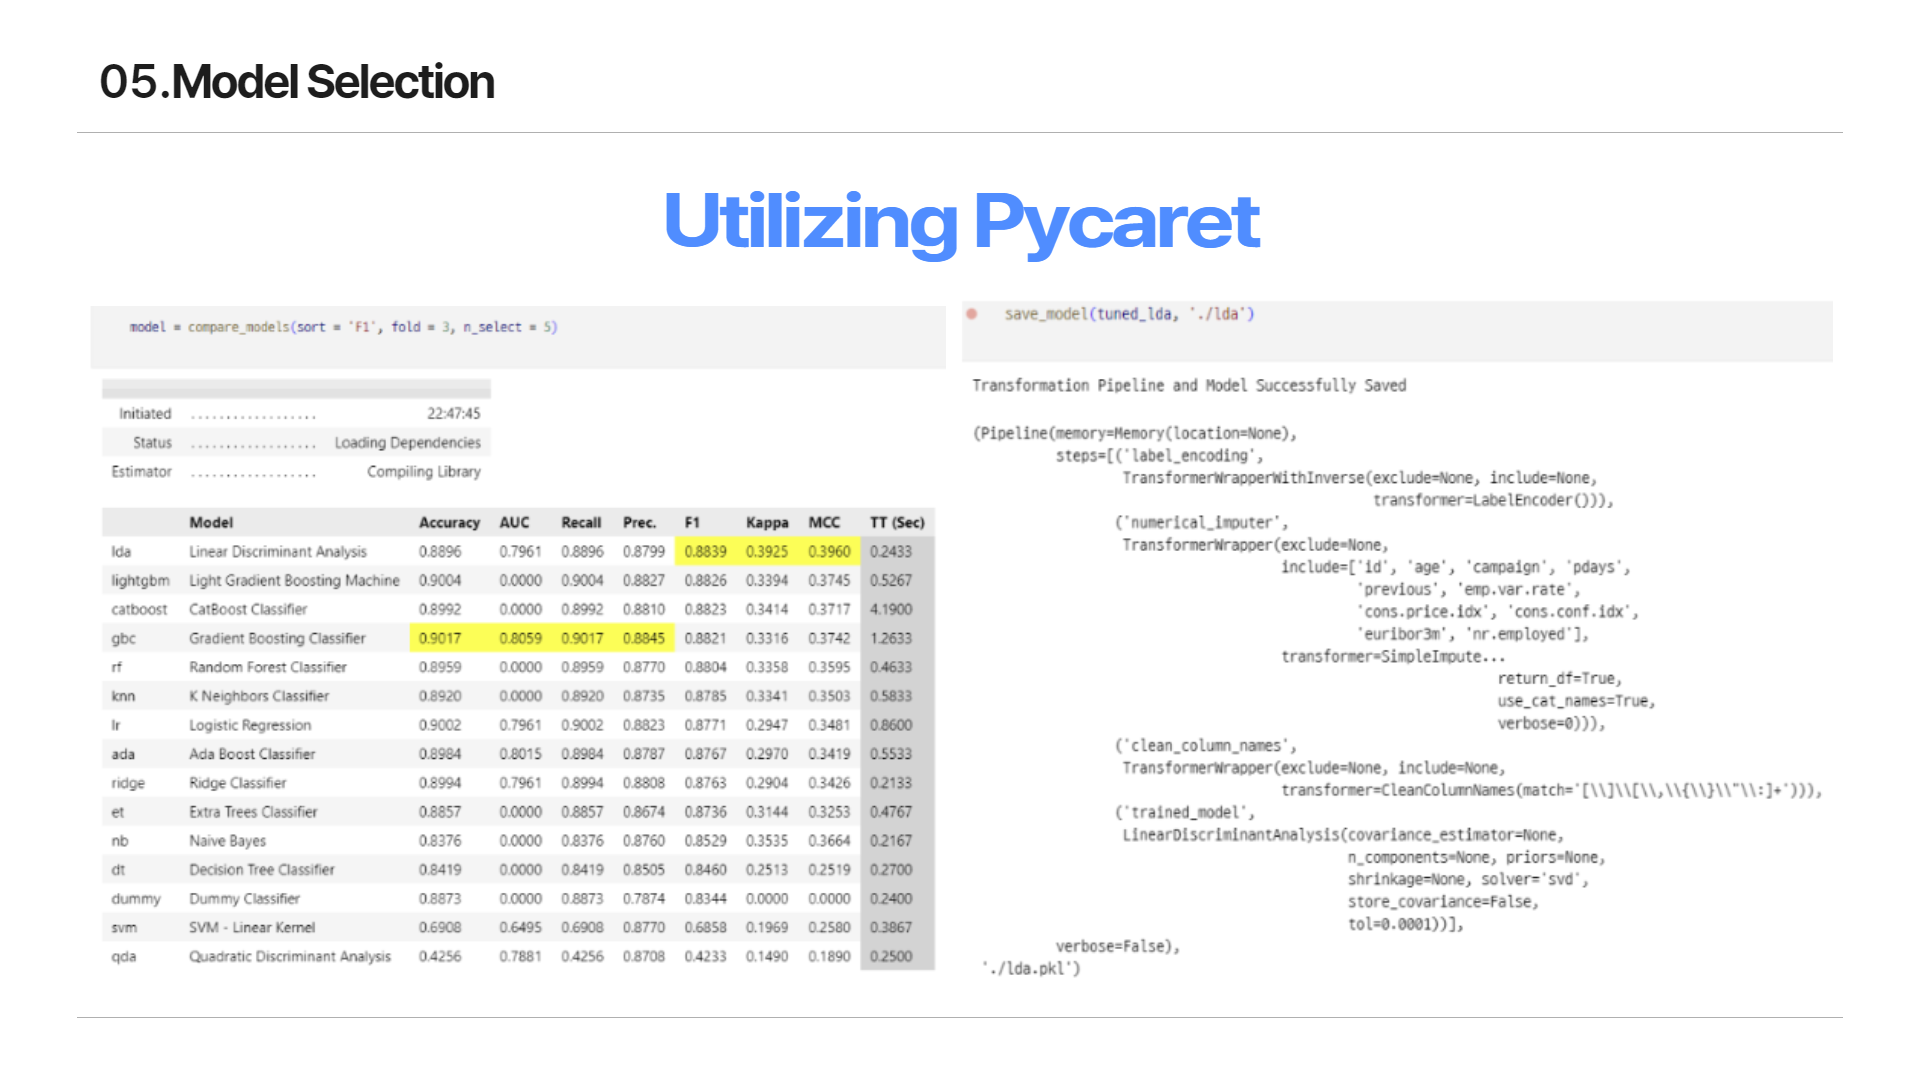 05.Model Selection
Utilizing Pycaret
model = compare_models(sort = 'F1', fold = 3, n_select = 5)
Initiated .................. 22:47:45
Status .................. Loading Dependencies
Estimator .................. Compiling Library
Model Accuracy AUC Recall Prec. F1 Kappa MCC TT (Sec)
lda Linear Discriminant Analysis 0.8896 0.7961 0.8896 0.8799 0.8839 0.3925 0.3960 0.2433
lightgbm Light Gradient Boosting Machine 0.9004 0.0000 0.9004 0.8827 0.8826 0.3394 0.3745 0.5267
catboost CatBoost Classifier 0.8992 0.0000 0.8992 0.8810 0.8823 0.3414 0.3717 4.1900
gbc Gradient Boosting Classifier 0.9017 0.8059 0.9017 0.8845 0.8821 0.3316 0.3742 1.2633
rf Random Forest Classifier 0.8959 0.0000 0.8959 0.8770 0.8804 0.3358 0.3595 0.4633
knn K Neighbors Classifier 0.8920 0.0000 0.8920 0.8735 0.8785 0.3341 0.3503 0.5833
lr Logistic Regression 0.9002 0.7961 0.9002 0.8823 0.8771 0.2947 0.3481 0.8600
ada Ada Boost Classifier 0.8984 0.8015 0.8984 0.8787 0.8767 0.2970 0.3419 0.5533
ridge Ridge Classifier 0.8994 0.7961 0.8994 0.8808 0.8763 0.2904 0.3426 0.2133
et Extra Trees Classifier 0.8857 0.0000 0.8857 0.8674 0.8736 0.3144 0.3253 0.4767
nb Naive Bayes 0.8376 0.0000 0.8376 0.8760 0.8529 0.3535 0.3664 0.2167
dt Decision Tree Classifier 0.8419 0.0000 0.8419 0.8505 0.8460 0.2513 0.2519 0.2700
dummy Dummy Classifier 0.8873 0.0000 0.8873 0.7874 0.8344 0.0000 0.0000 0.2400
svm SVM - Linear Kernel 0.6908 0.6495 0.6908 0.8770 0.6858 0.1969 0.2580 0.3867
qda Quadratic Discriminant Analysis 0.4256 0.7881 0.4256 0.8708 0.4233 0.1490 0.1890 0.2500
save_model(tuned_lda, './lda')
Transformation Pipeline and Model Successfully Saved
(Pipeline(memory=Memory(location=None),
steps=[('label_encoding',
TransformerWrapperWithInverse(exclude=None, include=None,
transformer=LabelEncoder())),
('numerical_imputer',
TransformerWrapper(exclude=None,
include=['id', 'age', 'campaign', 'pdays',
'previous', 'emp.var.rate',
'cons.price.idx', 'cons.conf.idx',
'euribor3m', 'nr.employed'],
transformer=SimpleImpute...
return_df=True,
use_cat_names=True,
verbose=0))),
('clean_column_names',
TransformerWrapper(exclude=None, include=None,
transformer=CleanColumnNames(match='[\\]\\[\\,\\{\\}\\"\\:]+'))),
('trained_model',
LinearDiscriminantAnalysis(covariance_estimator=None,
n_components=None, priors=None,
shrinkage=None, solver='svd',
store_covariance=False,
tol=0.0001))],
verbose=False),
'./lda.pkl')